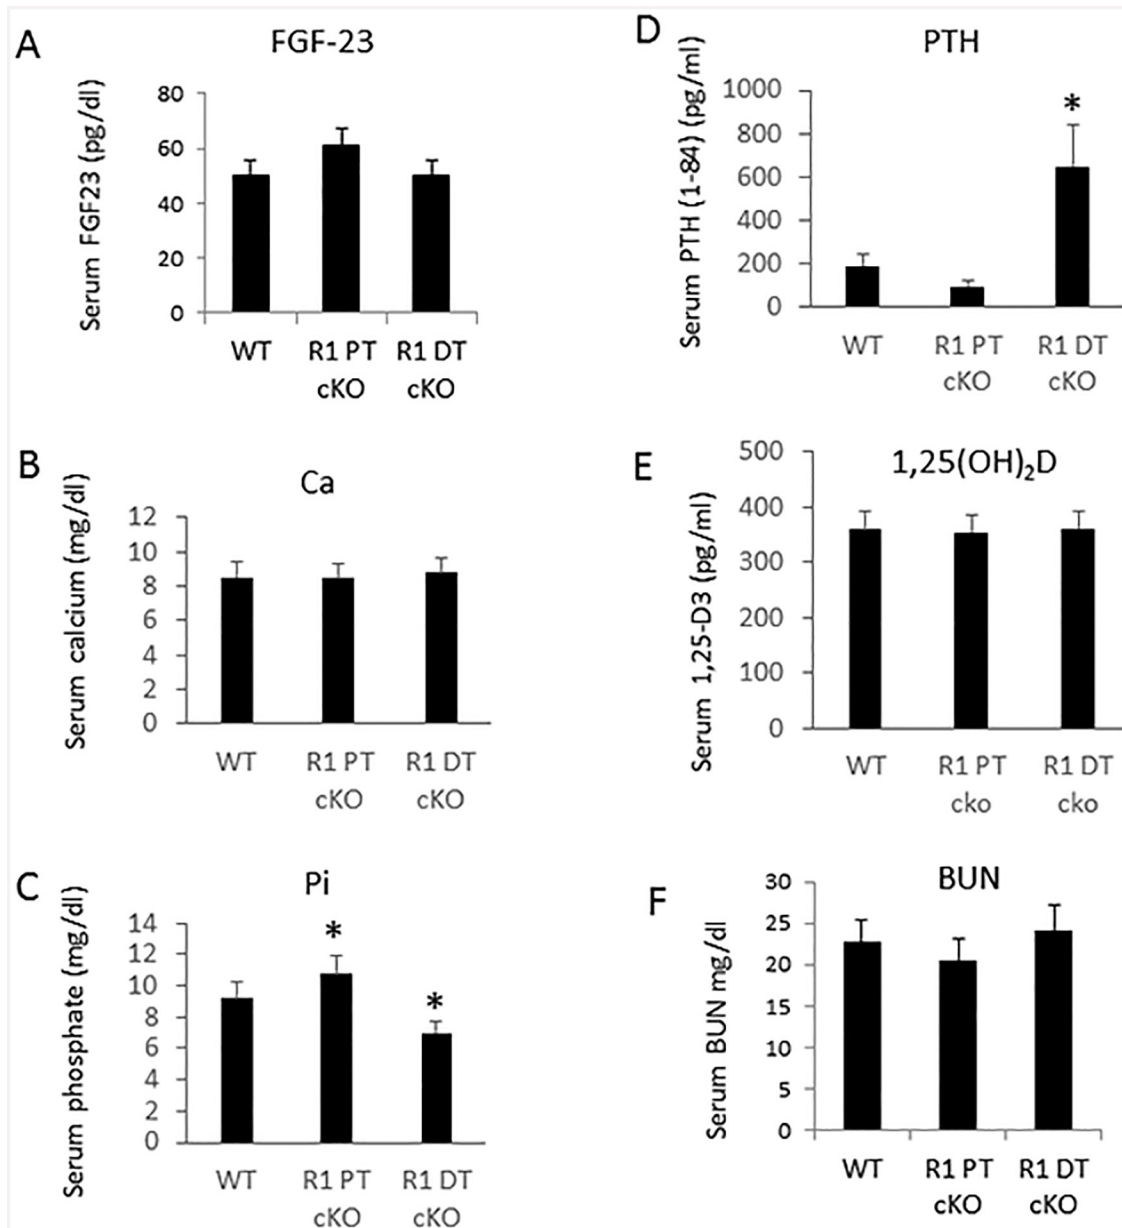 A
FGF-23
Serum FGF23 (pg/dl)
80
60
40
20
0
WT
R1 PT
cKO
R1 DT
cKO
B
Ca
Serum calcium (mg/dl)
12
10
8
6
4
2
0
WT
R1 PT
cKO
R1 DT
cKO
C
Pi
Serum phosphate (mg/dl)
14
12
10
8
6
4
2
0
*
*
WT
R1 PT
cKO
R1 DT
cKO
D
PTH
Serum PTH (1-84) (pg/ml)
1000
800
600
400
200
0
*
WT
R1 PT
cKO
R1 DT
cKO
E
1,25(OH)₂D
Serum 1,25-D3 (pg/ml)
500
400
300
200
100
0
WT
R1 PT
cko
R1 DT
cko
F
BUN
Serum BUN mg/dl
30
25
20
15
10
5
0
WT
R1 PT
cKO
R1 DT
cKO